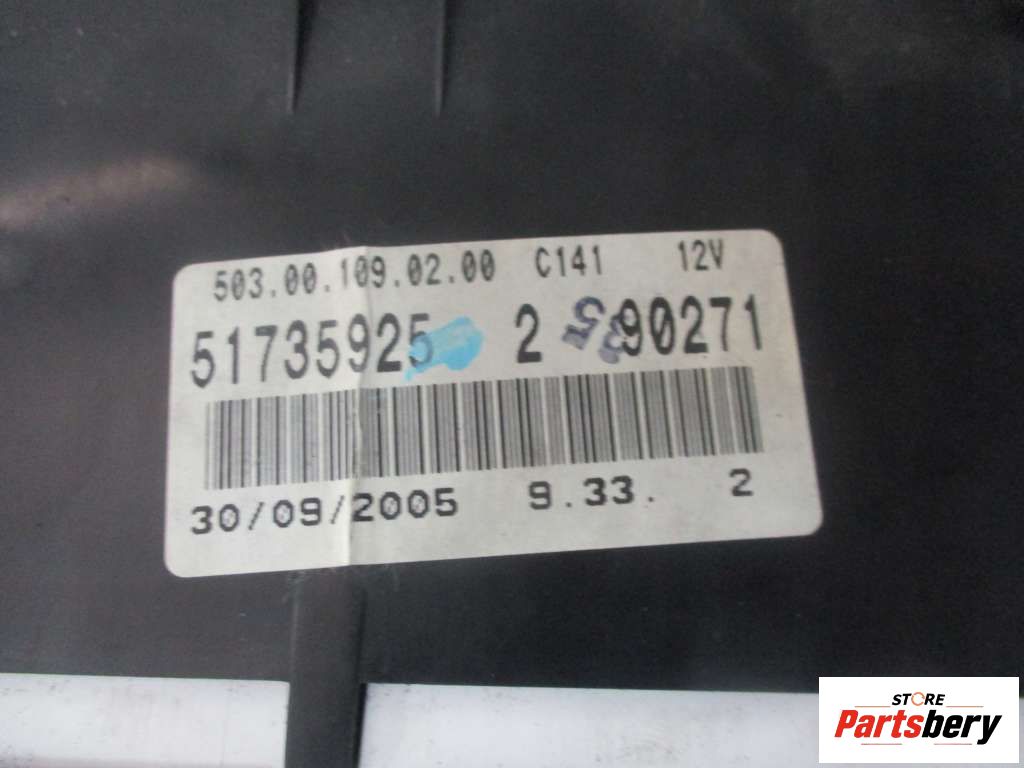 503.00.109.02.00 C141 12V
51735925 2 90271
30/09/2005 9.33. 2
STORE
Partsbery